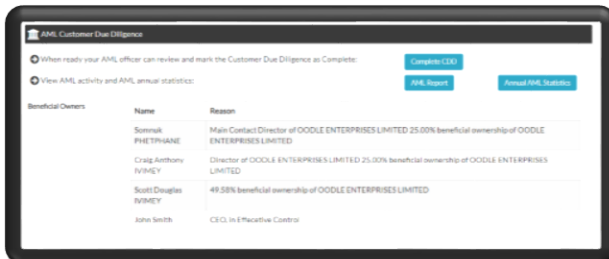 AML Customer Due Diligence
When ready your AML officer can review and mark the Customer Due Diligence as Complete: Complete CDD
View AML activity and AML annual statistics: AML Report Annual AML Statistics
Beneficial Owners Name Reason
Somnuk Main Contact Director of OODLE ENTERPRISES LIMITED 25.00% beneficial ownership of OODLE
PHETPHANE ENTERPRISES LIMITED
Craig Anthony Director of OODLE ENTERPRISES LIMITED 25.00% beneficial ownership of OODLE ENTERPRISES
IVIMEY LIMITED
Scott Douglas 49.58% beneficial ownership of OODLE ENTERPRISES LIMITED
IVIMEY
John Smith CEO, in Effecative Control